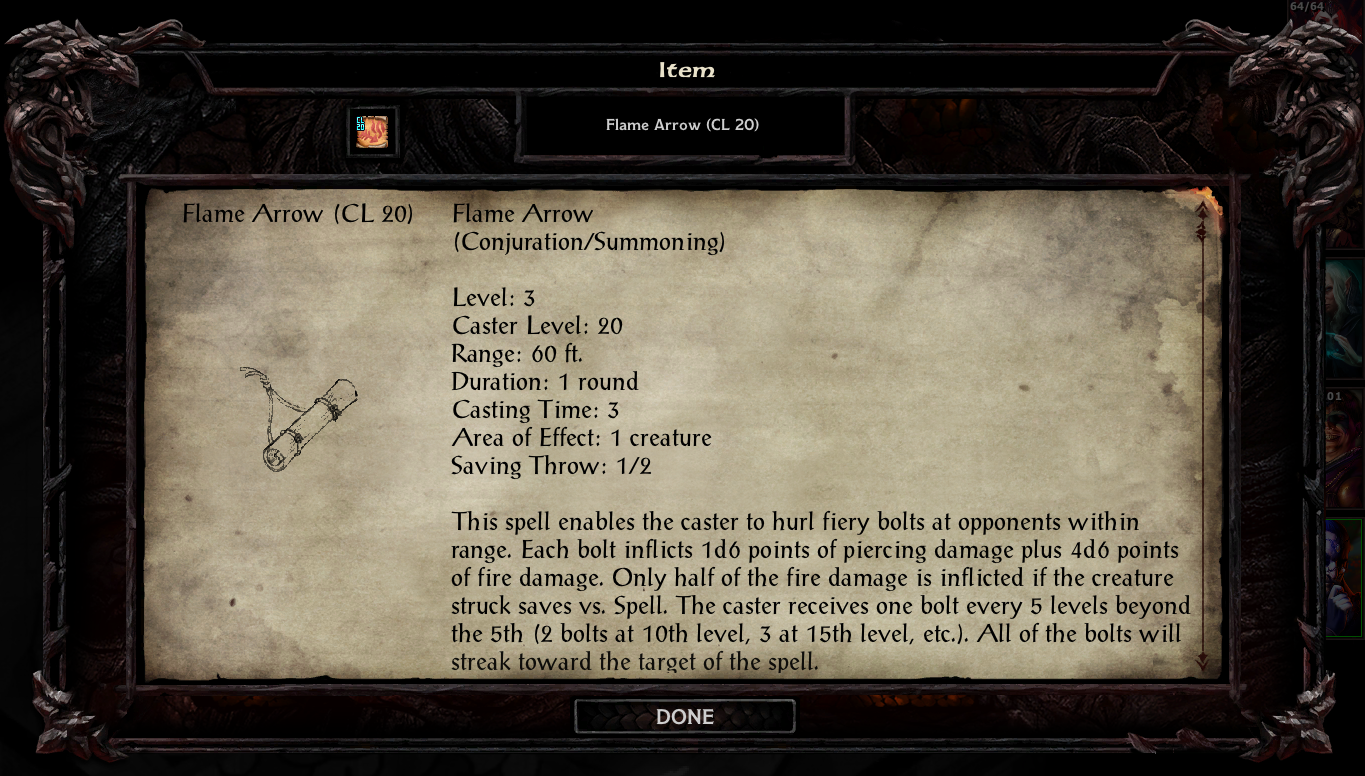 64/64
Item
CL
20
Flame Arrow (CL 20)
Flame Arrow (CL 20)
Flame Arrow
(Conjuration/Summoning)
Level: 3
Caster Level: 20
Range: 60 ft.
Duration: 1 round
Casting Time: 3
Area of Effect: 1 creature
Saving Throw: 1/2
This spell enables the caster to hurl fiery bolts at opponents within
range. Each bolt inflicts 1d6 points of piercing damage plus 4d6 points
of fire damage. Only half of the fire damage is inflicted if the creature
struck saves vs. Spell. The caster receives one bolt every 5 levels beyond
the 5th (2 bolts at 10th level, 3 at 15th level, etc.). All of the bolts will
streak toward the target of the spell.
01
DONE